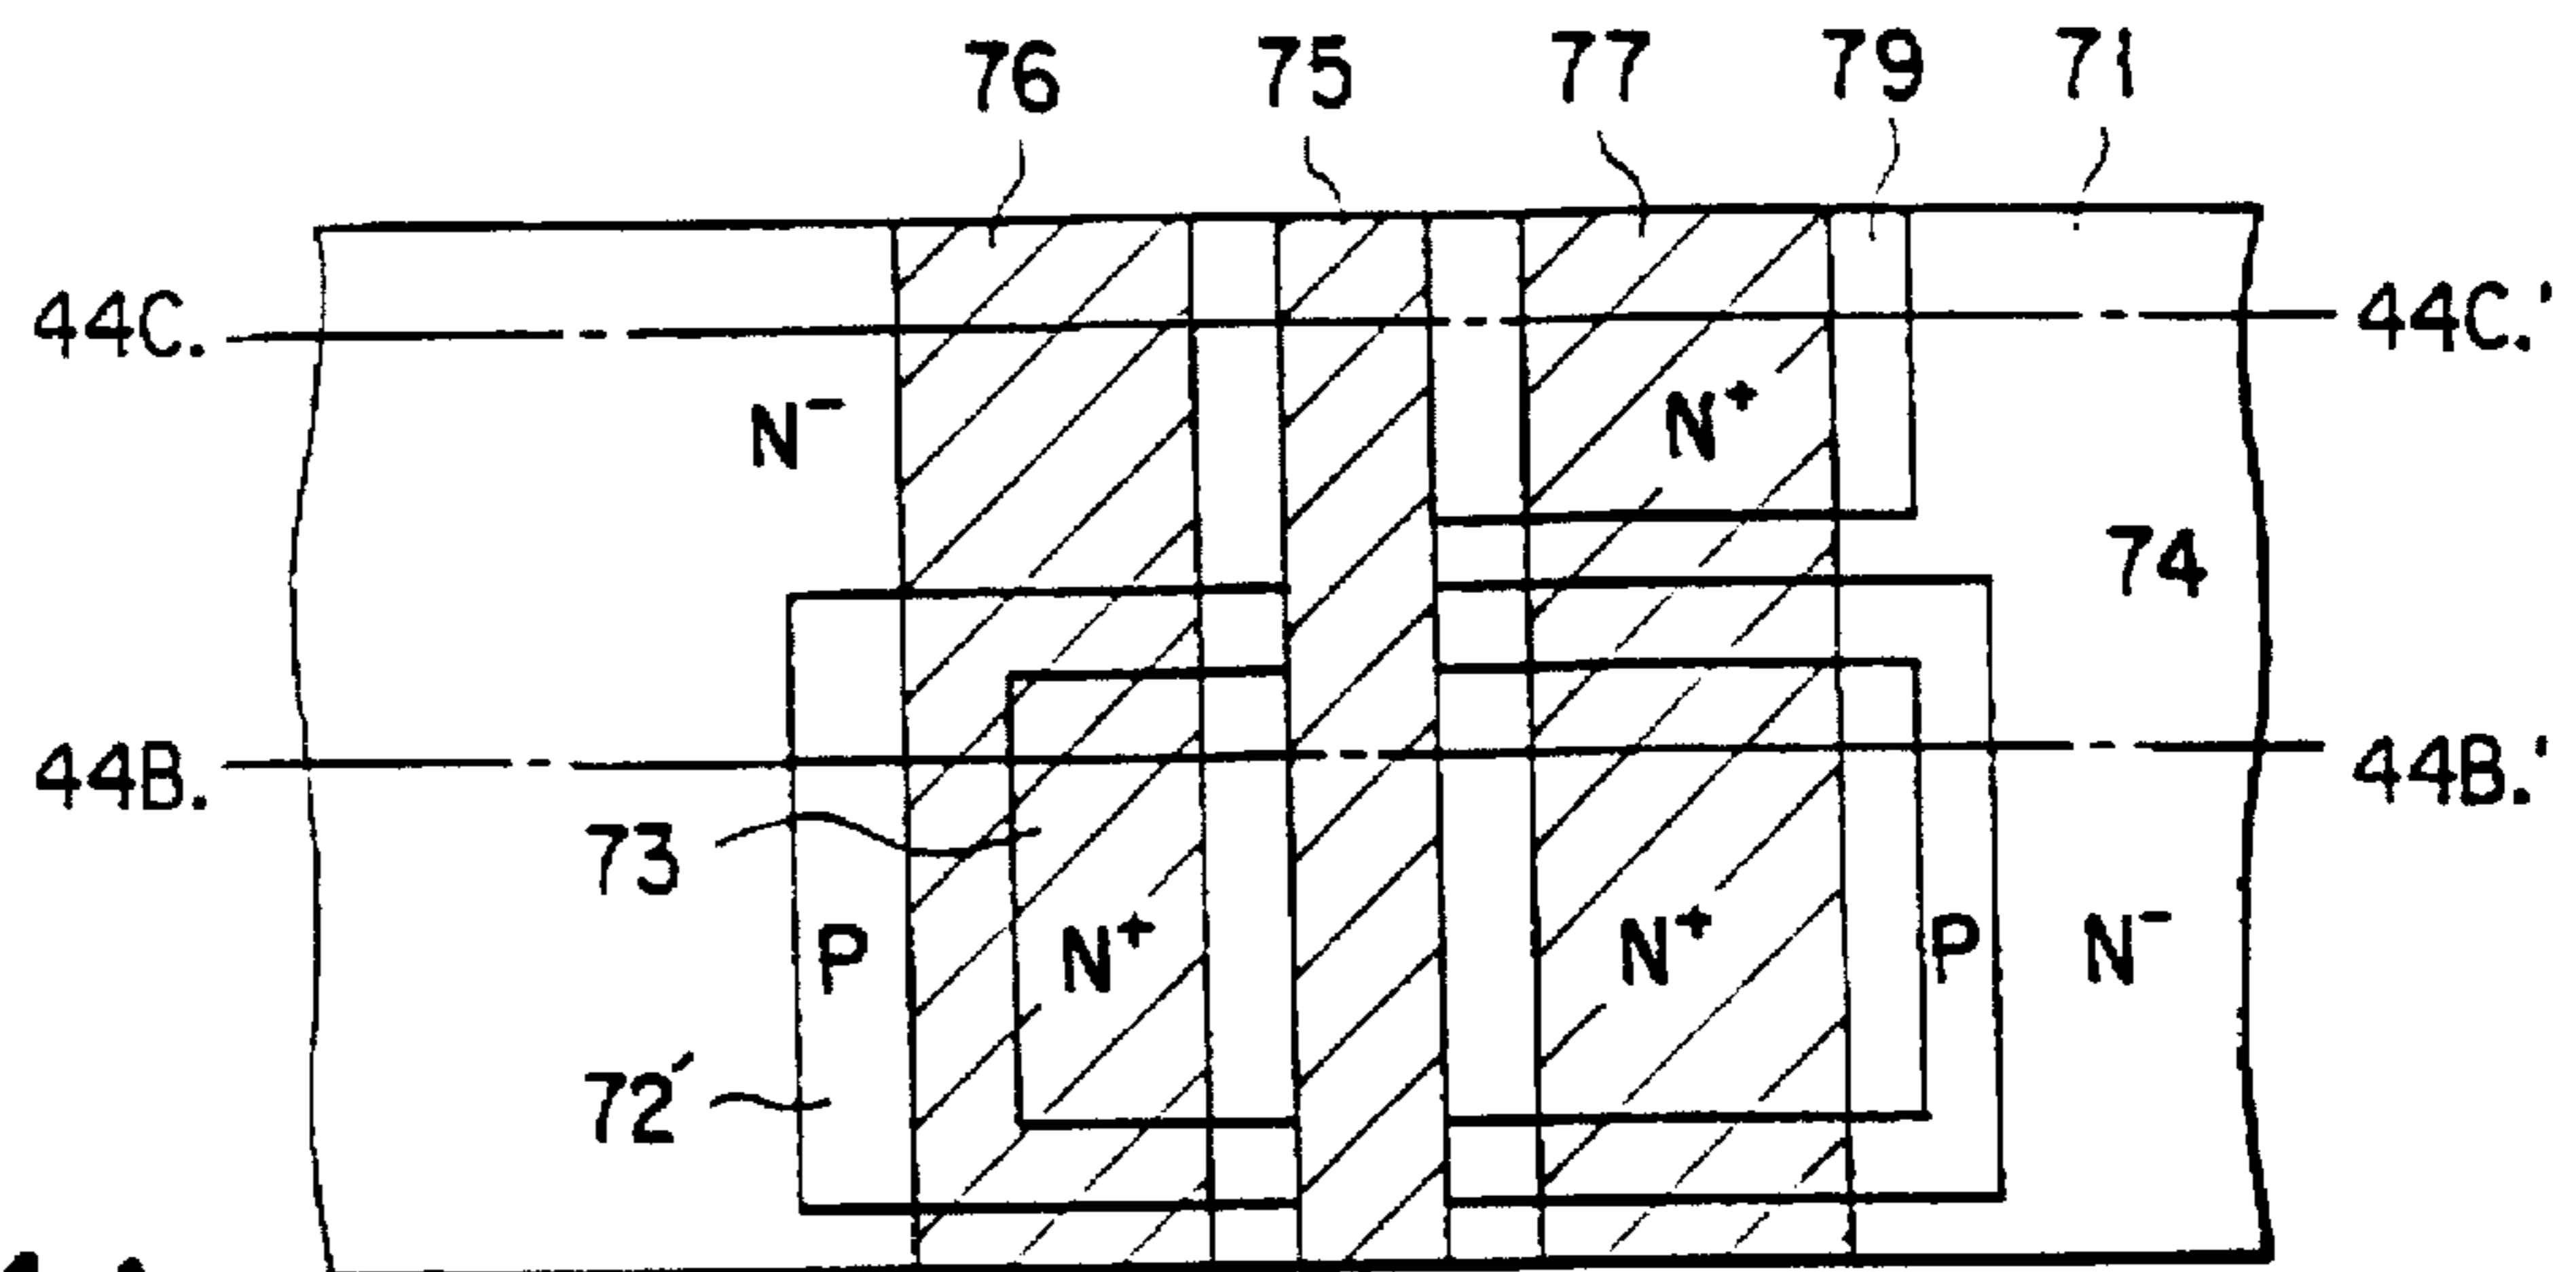 76 75 77 79 71
44C. 44C.'
N⁻ N⁺
74
44B. 44B.'
73
P N⁺ N⁺ P N⁻
72'